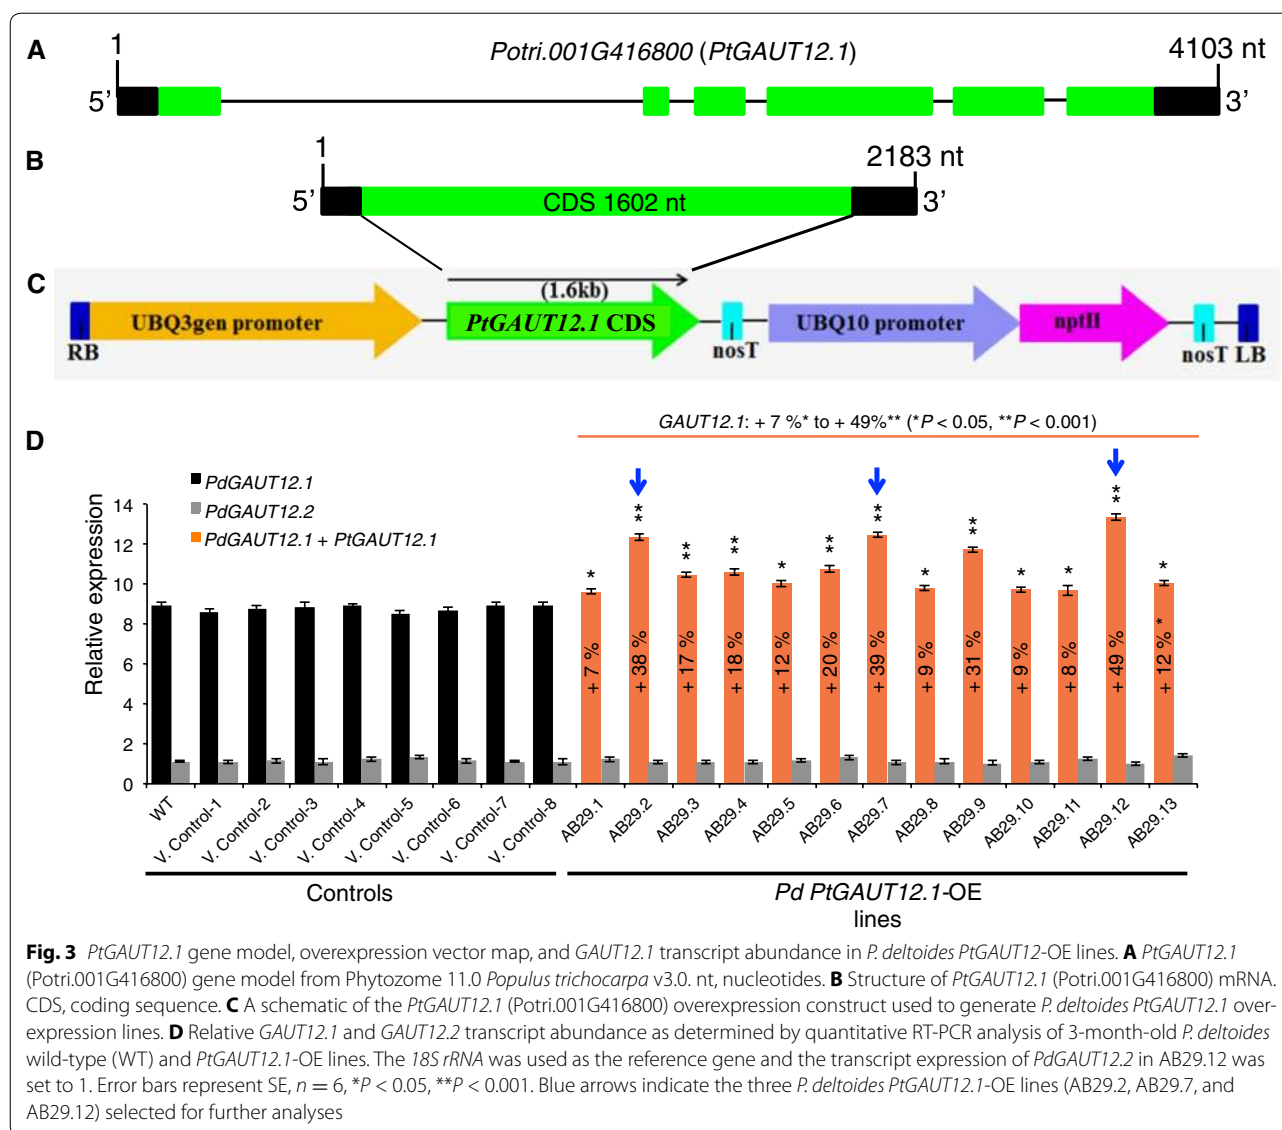 A
1
Potri.001G416800 (PtGAUT12.1)
4103 nt
5’
3’
B
1
2183 nt
5’
CDS 1602 nt
3’
C
(1.6kb)
UBQ3gen promoter
PtGAUT12.1 CDS
UBQ10 promoter
nptII
RB
nosT
nosT LB
D
GAUT12.1: + 7 %* to + 49%** (*P < 0.05, **P < 0.001)
PdGAUT12.1
PdGAUT12.2
PdGAUT12.1 + PtGAUT12.1
Relative expression
14
12
10
8
6
4
2
0
*
**
**
**
*
**
**
*
**
*
*
**
*
+ 7 %
+ 38 %
+ 17 %
+ 18 %
+ 12 %
+ 20 %
+ 39 %
+ 9 %
+ 31 %
+ 9 %
+ 8 %
+ 49 %
+ 12 % *
WT
V. Control-1
V. Control-2
V. Control-3
V. Control-4
V. Control-5
V. Control-6
V. Control-7
V. Control-8
AB29.1
AB29.2
AB29.3
AB29.4
AB29.5
AB29.6
AB29.7
AB29.8
AB29.9
AB29.10
AB29.11
AB29.12
AB29.13
Controls
Pd PtGAUT12.1-OE
lines
Fig. 3 PtGAUT12.1 gene model, overexpression vector map, and GAUT12.1 transcript abundance in P. deltoides PtGAUT12-OE lines. A PtGAUT12.1
(Potri.001G416800) gene model from Phytozome 11.0 Populus trichocarpa v3.0. nt, nucleotides. B Structure of PtGAUT12.1 (Potri.001G416800) mRNA.
CDS, coding sequence. C A schematic of the PtGAUT12.1 (Potri.001G416800) overexpression construct used to generate P. deltoides PtGAUT12.1 over-
expression lines. D Relative GAUT12.1 and GAUT12.2 transcript abundance as determined by quantitative RT-PCR analysis of 3-month-old P. deltoides
wild-type (WT) and PtGAUT12.1-OE lines. The 18S rRNA was used as the reference gene and the transcript expression of PdGAUT12.2 in AB29.12 was
set to 1. Error bars represent SE, n = 6, *P < 0.05, **P < 0.001. Blue arrows indicate the three P. deltoides PtGAUT12.1-OE lines (AB29.2, AB29.7, and
AB29.12) selected for further analyses